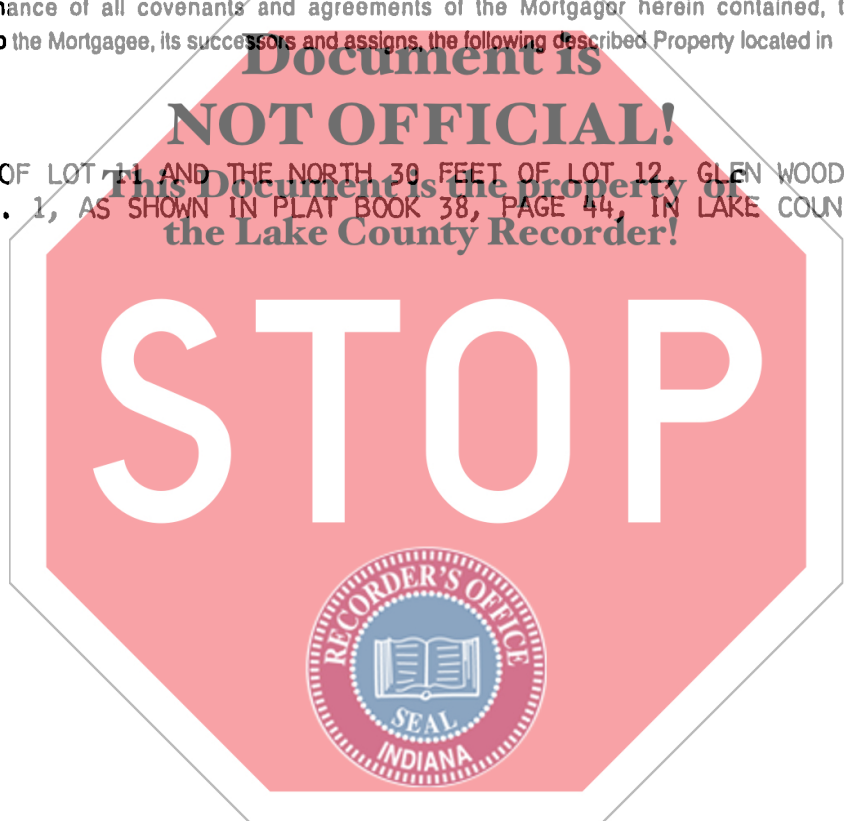 nance of all covenants and agreements of the Mortgagor herein contained, t
o the Mortgagee, its successors and assigns, the following described Property located in
Document is
NOT OFFICIAL!
OF LOT 11 AND THE NORTH 30 FEET OF LOT 12, GLEN WOOD
This Document is the property of
. 1, AS SHOWN IN PLAT BOOK 38, PAGE 44, IN LAKE COUN
the Lake County Recorder!
STOP
RECORDER'S OFFICE
SEAL
INDIANA